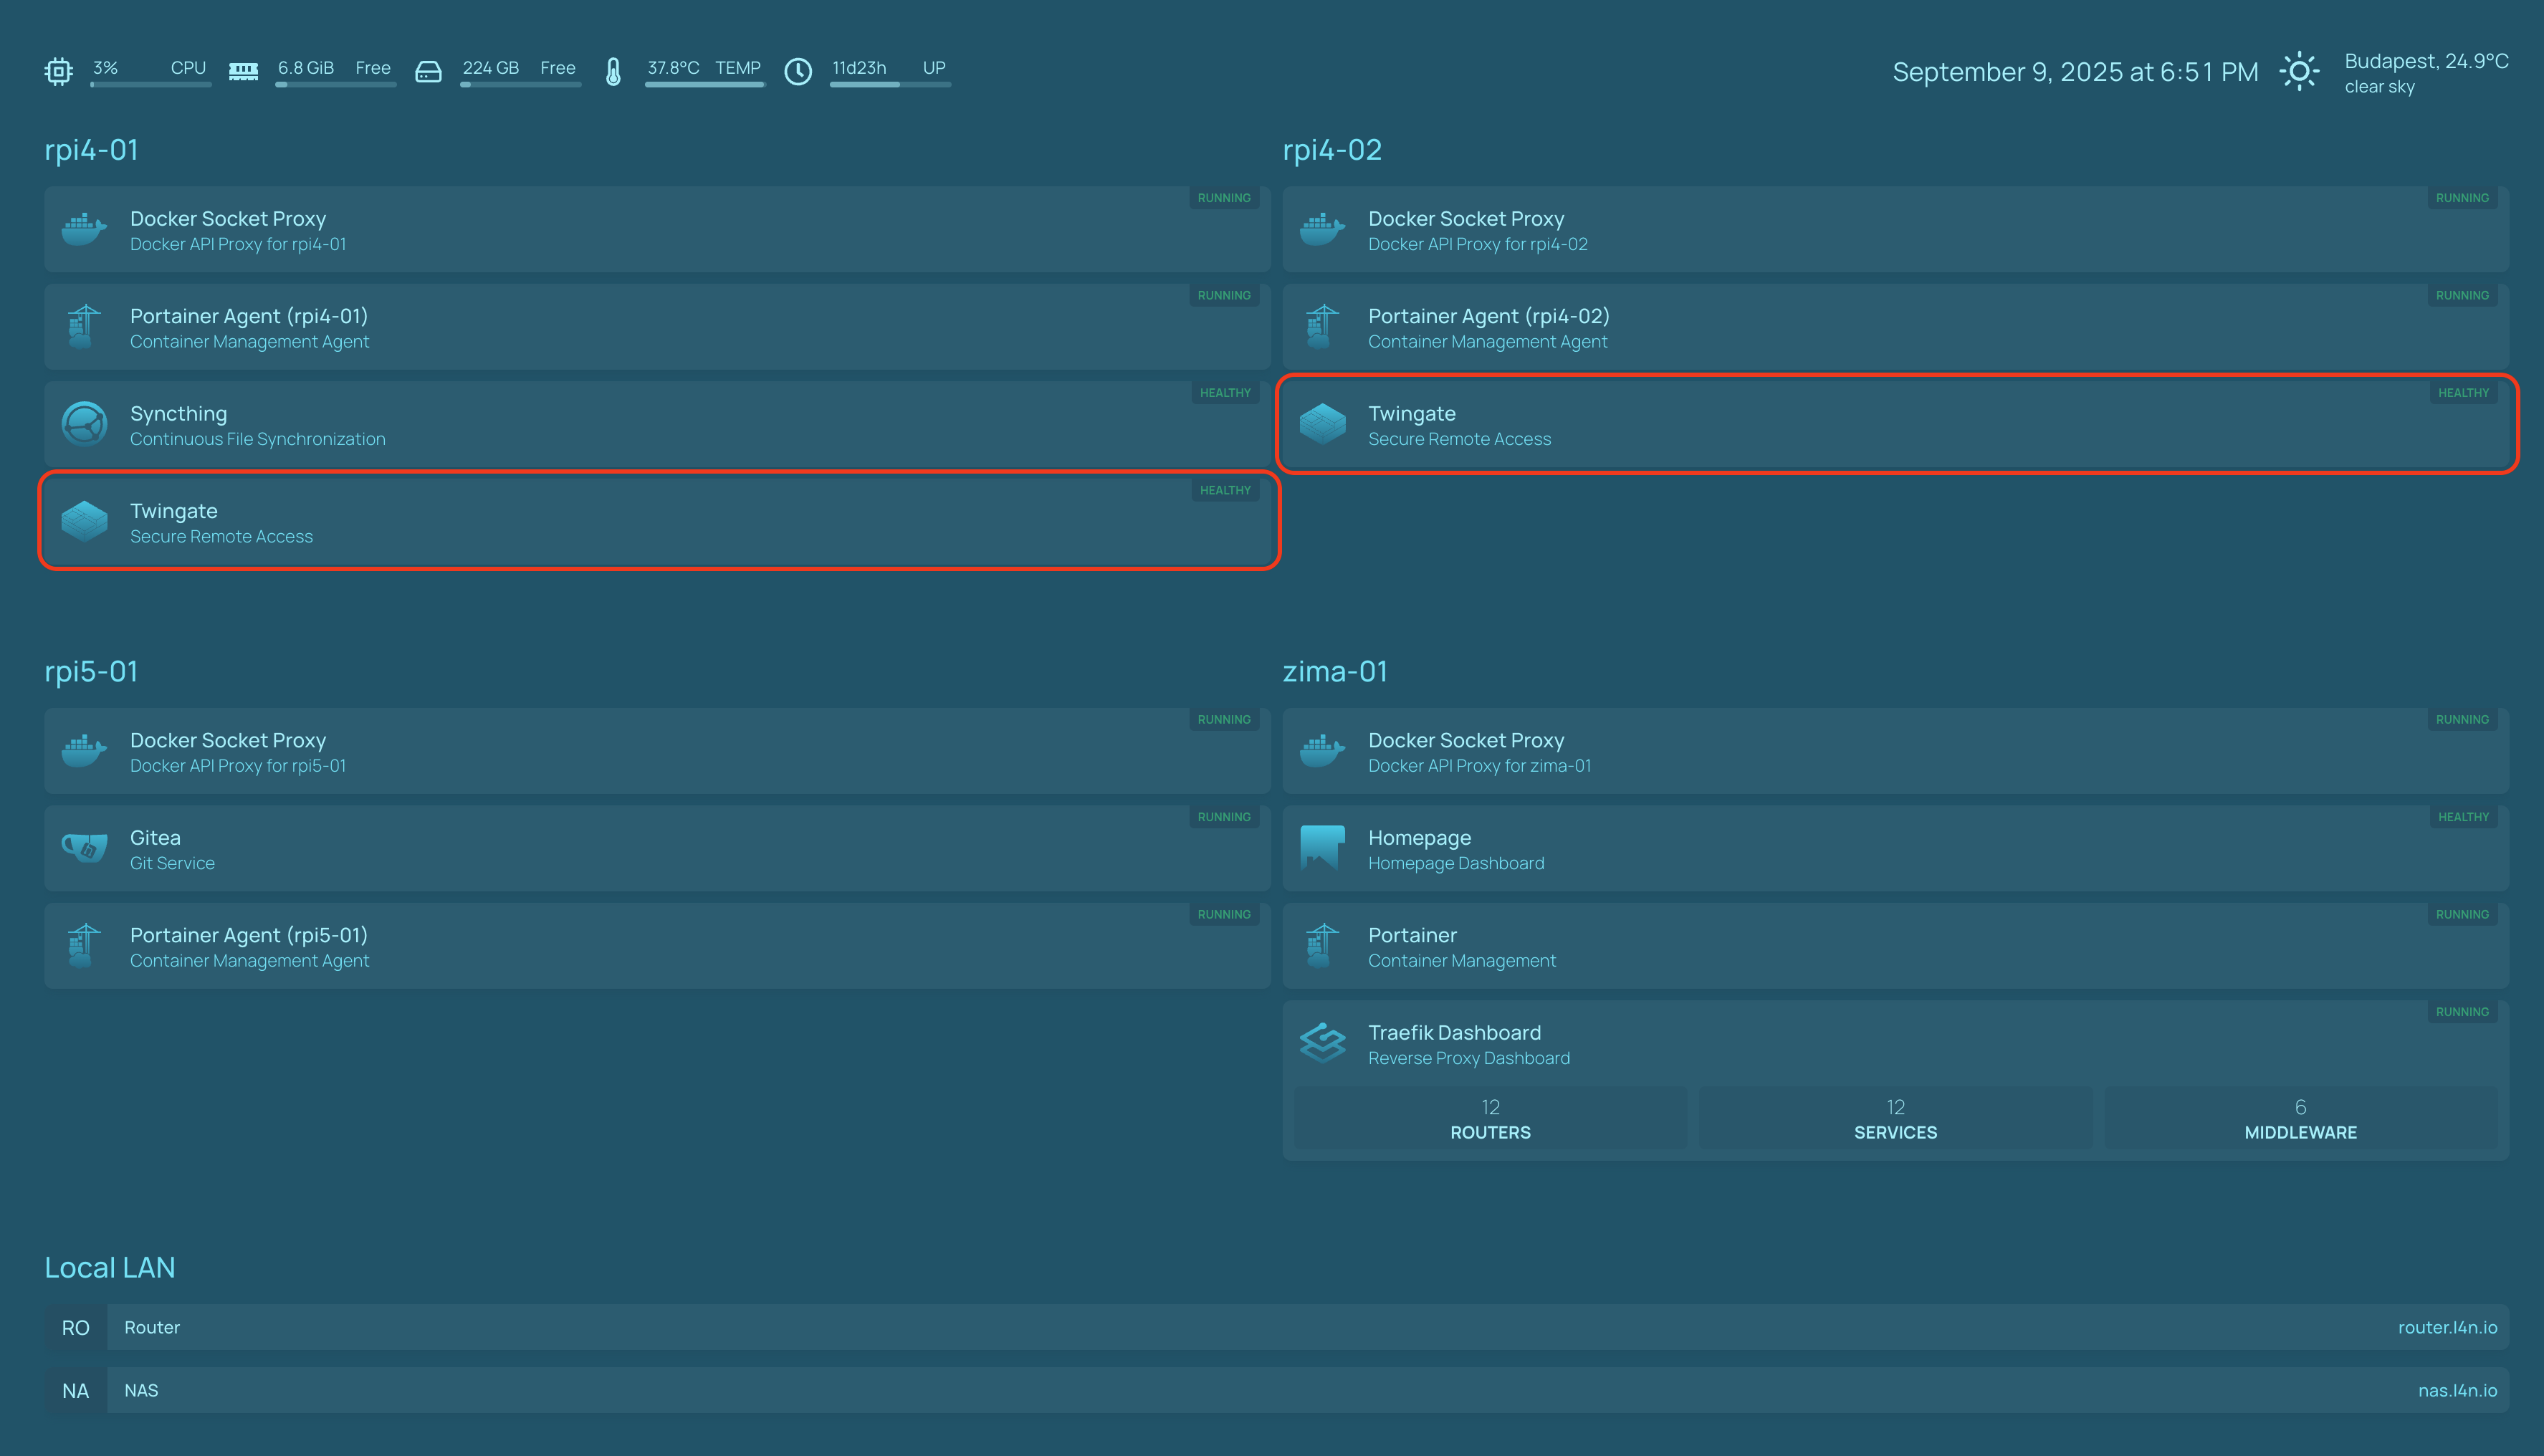 3% CPU 6.8 GiB Free 224 GB Free 37.8°C TEMP 11d23h UP
September 9, 2025 at 6:51 PM
Budapest, 24.9°C
clear sky
rpi4-01
RUNNING
Docker Socket Proxy
Docker API Proxy for rpi4-01
RUNNING
Portainer Agent (rpi4-01)
Container Management Agent
HEALTHY
Syncthing
Continuous File Synchronization
HEALTHY
Twingate
Secure Remote Access
rpi4-02
RUNNING
Docker Socket Proxy
Docker API Proxy for rpi4-02
RUNNING
Portainer Agent (rpi4-02)
Container Management Agent
HEALTHY
Twingate
Secure Remote Access
rpi5-01
RUNNING
Docker Socket Proxy
Docker API Proxy for rpi5-01
RUNNING
Gitea
Git Service
RUNNING
Portainer Agent (rpi5-01)
Container Management Agent
zima-01
RUNNING
Docker Socket Proxy
Docker API Proxy for zima-01
HEALTHY
Homepage
Homepage Dashboard
RUNNING
Portainer
Container Management
RUNNING
Traefik Dashboard
Reverse Proxy Dashboard
12
ROUTERS
12
SERVICES
6
MIDDLEWARE
Local LAN
RO Router router.l4n.io
NA NAS nas.l4n.io